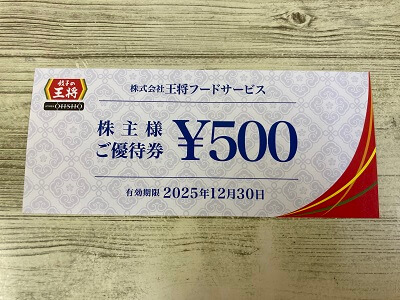 餃子の
王将
OHSHO
株式会社 王将フードサービス
株主様
ご優待券
¥500
有効期限 2025年12月30日